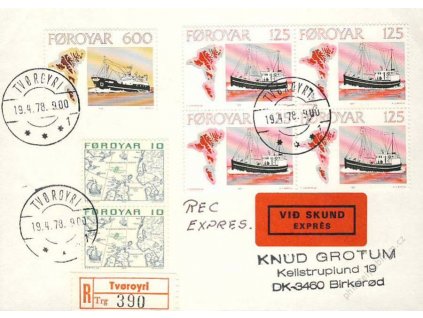 FØROYAR 600
FØROYAR 125
FØROYAR 125
TVØROYRI
19.4.78. 9.00
1
19.4.78. 9.00
FØROYAR 125
FØROYAR 125
FØROYAR 10
FØROYAR 10
TVØROYRI
19.4.78. 9.00
REC
EXPRES.
VIÐ SKUND
EXPRÈS
KNUD GROTUM
Kellstruplund 19
DK-3460 Birkerød
R
Tvøroyri
Trg 390